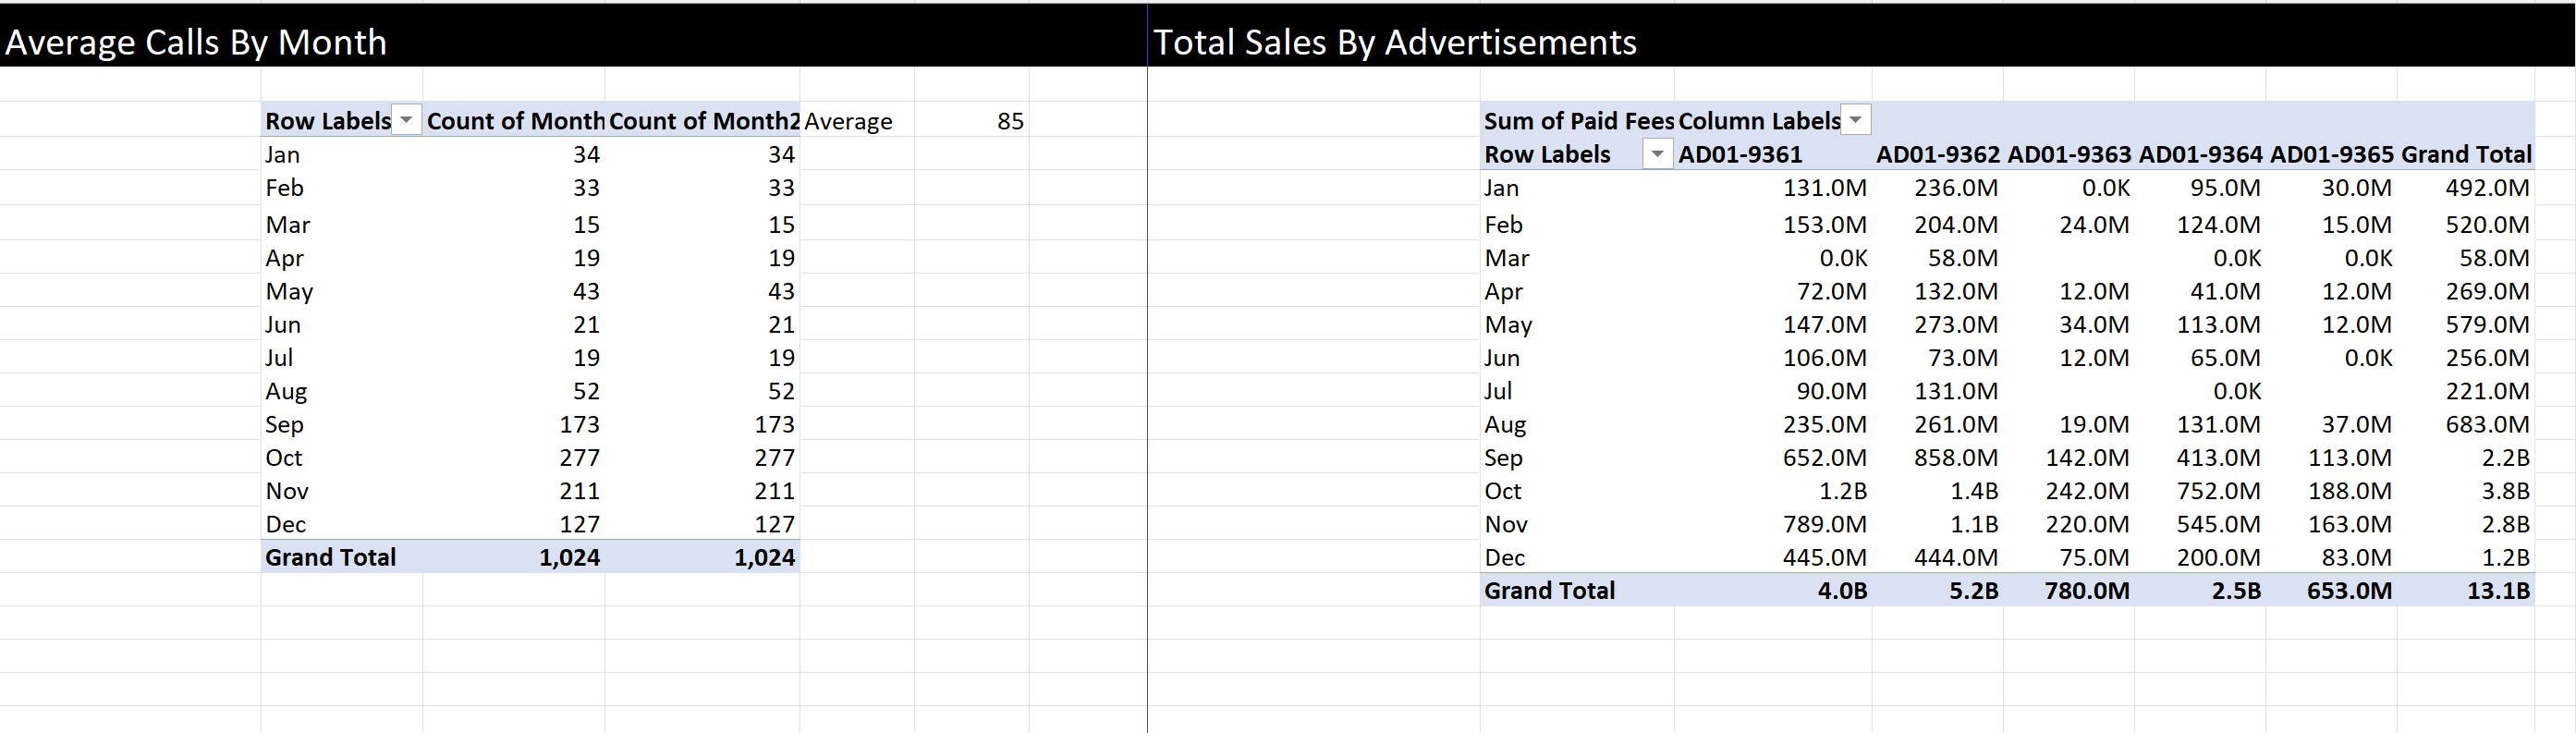 Average Calls By Month
Row Labels Count of Month Count of Month2 Average 85
Jan 34 34
Feb 33 33
Mar 15 15
Apr 19 19
May 43 43
Jun 21 21
Jul 19 19
Aug 52 52
Sep 173 173
Oct 277 277
Nov 211 211
Dec 127 127
Grand Total 1,024 1,024
Total Sales By Advertisements
Sum of Paid Fees Column Labels
Row Labels AD01-9361 AD01-9362 AD01-9363 AD01-9364 AD01-9365 Grand Total
Jan 131.0M 236.0M 0.0K 95.0M 30.0M 492.0M
Feb 153.0M 204.0M 24.0M 124.0M 15.0M 520.0M
Mar 0.0K 58.0M 0.0K 0.0K 58.0M
Apr 72.0M 132.0M 12.0M 41.0M 12.0M 269.0M
May 147.0M 273.0M 34.0M 113.0M 12.0M 579.0M
Jun 106.0M 73.0M 12.0M 65.0M 0.0K 256.0M
Jul 90.0M 131.0M 0.0K 221.0M
Aug 235.0M 261.0M 19.0M 131.0M 37.0M 683.0M
Sep 652.0M 858.0M 142.0M 413.0M 113.0M 2.2B
Oct 1.2B 1.4B 242.0M 752.0M 188.0M 3.8B
Nov 789.0M 1.1B 220.0M 545.0M 163.0M 2.8B
Dec 445.0M 444.0M 75.0M 200.0M 83.0M 1.2B
Grand Total 4.0B 5.2B 780.0M 2.5B 653.0M 13.1B